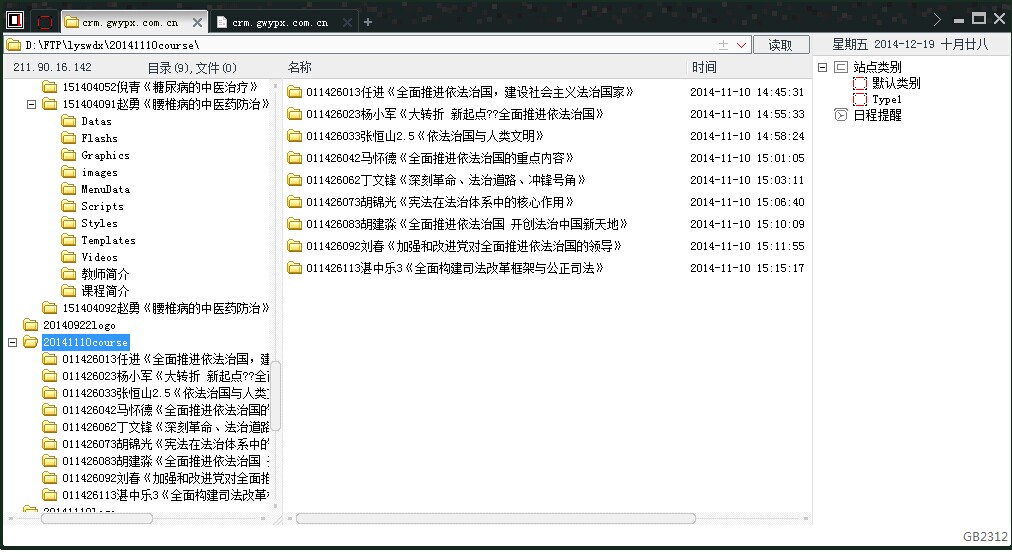 crm.gwypx.com.cn
crm.gwypx.com.cn
D:\FTP\lyswdx\20141110course\
读取
星期五 2014-12-19 十月廿八
211.90.16.142
目录(9),文件(0)
名称
时间
151404052倪青《糖尿病的中医治疗》
151404091赵勇《腰椎病的中医药防治》
Datas
Flashs
Graphics
images
MenuData
Scripts
Styles
Templates
Videos
教师简介
课程简介
151404092赵勇《腰椎病的中医药防治》
20140922logo
20141110course
011426013任进《全面推进依法治国，建
011426023杨小军《大转折 新起点??全面
011426033张恒山2.5《依法治国与人类文
011426042马怀德《全面推进依法治国的
011426062丁文锋《深刻革命、法治道路
011426073胡锦光《宪法在法治体系中的
011426083胡建淼《全面推进依法治国 开
011426092刘春《加强和改进党对全面推
011426113湛中乐3《全面构建司法改革框
20141110logo
011426013任进《全面推进依法治国，建设社会主义法治国家》 2014-11-10 14:45:31
011426023杨小军《大转折 新起点??全面推进依法治国》 2014-11-10 14:55:33
011426033张恒山2.5《依法治国与人类文明》 2014-11-10 14:58:24
011426042马怀德《全面推进依法治国的重点内容》 2014-11-10 15:01:05
011426062丁文锋《深刻革命、法治道路、冲锋号角》 2014-11-10 15:03:11
011426073胡锦光《宪法在法治体系中的核心作用》 2014-11-10 15:06:40
011426083胡建淼《全面推进依法治国 开创法治中国新天地》 2014-11-10 15:10:09
011426092刘春《加强和改进党对全面推进依法治国的领导》 2014-11-10 15:11:55
011426113湛中乐3《全面构建司法改革框架与公正司法》 2014-11-10 15:15:17
站点类别
默认类别
Type1
日程提醒
GB2312